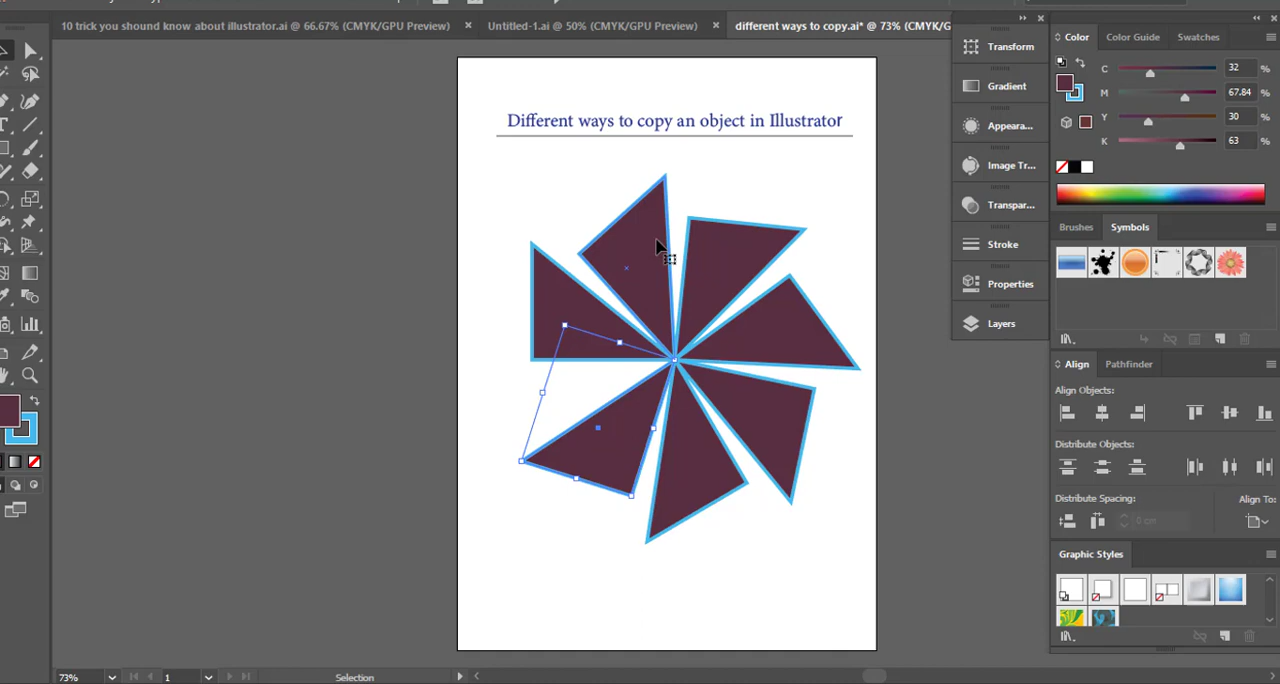 10 trick you shound know about illustrator.ai @ 66.67% (CMYK/GPU Preview) ×
Untitled-1.ai @ 50% (CMYK/GPU Preview) ×
different ways to copy.ai* @ 73% (CMYK/G
Different ways to copy an object in Illustrator
Transform
Gradient
Appeara...
Image Tr...
Transpar...
Stroke
Properties
Layers
Color Color Guide Swatches
C 32 %
M 67.84 %
Y 30 %
K 63 %
Brushes Symbols
Align Pathfinder
Align Objects:
Distribute Objects:
Distribute Spacing: Align To:
0 cm
Graphic Styles
73% 1 Selection